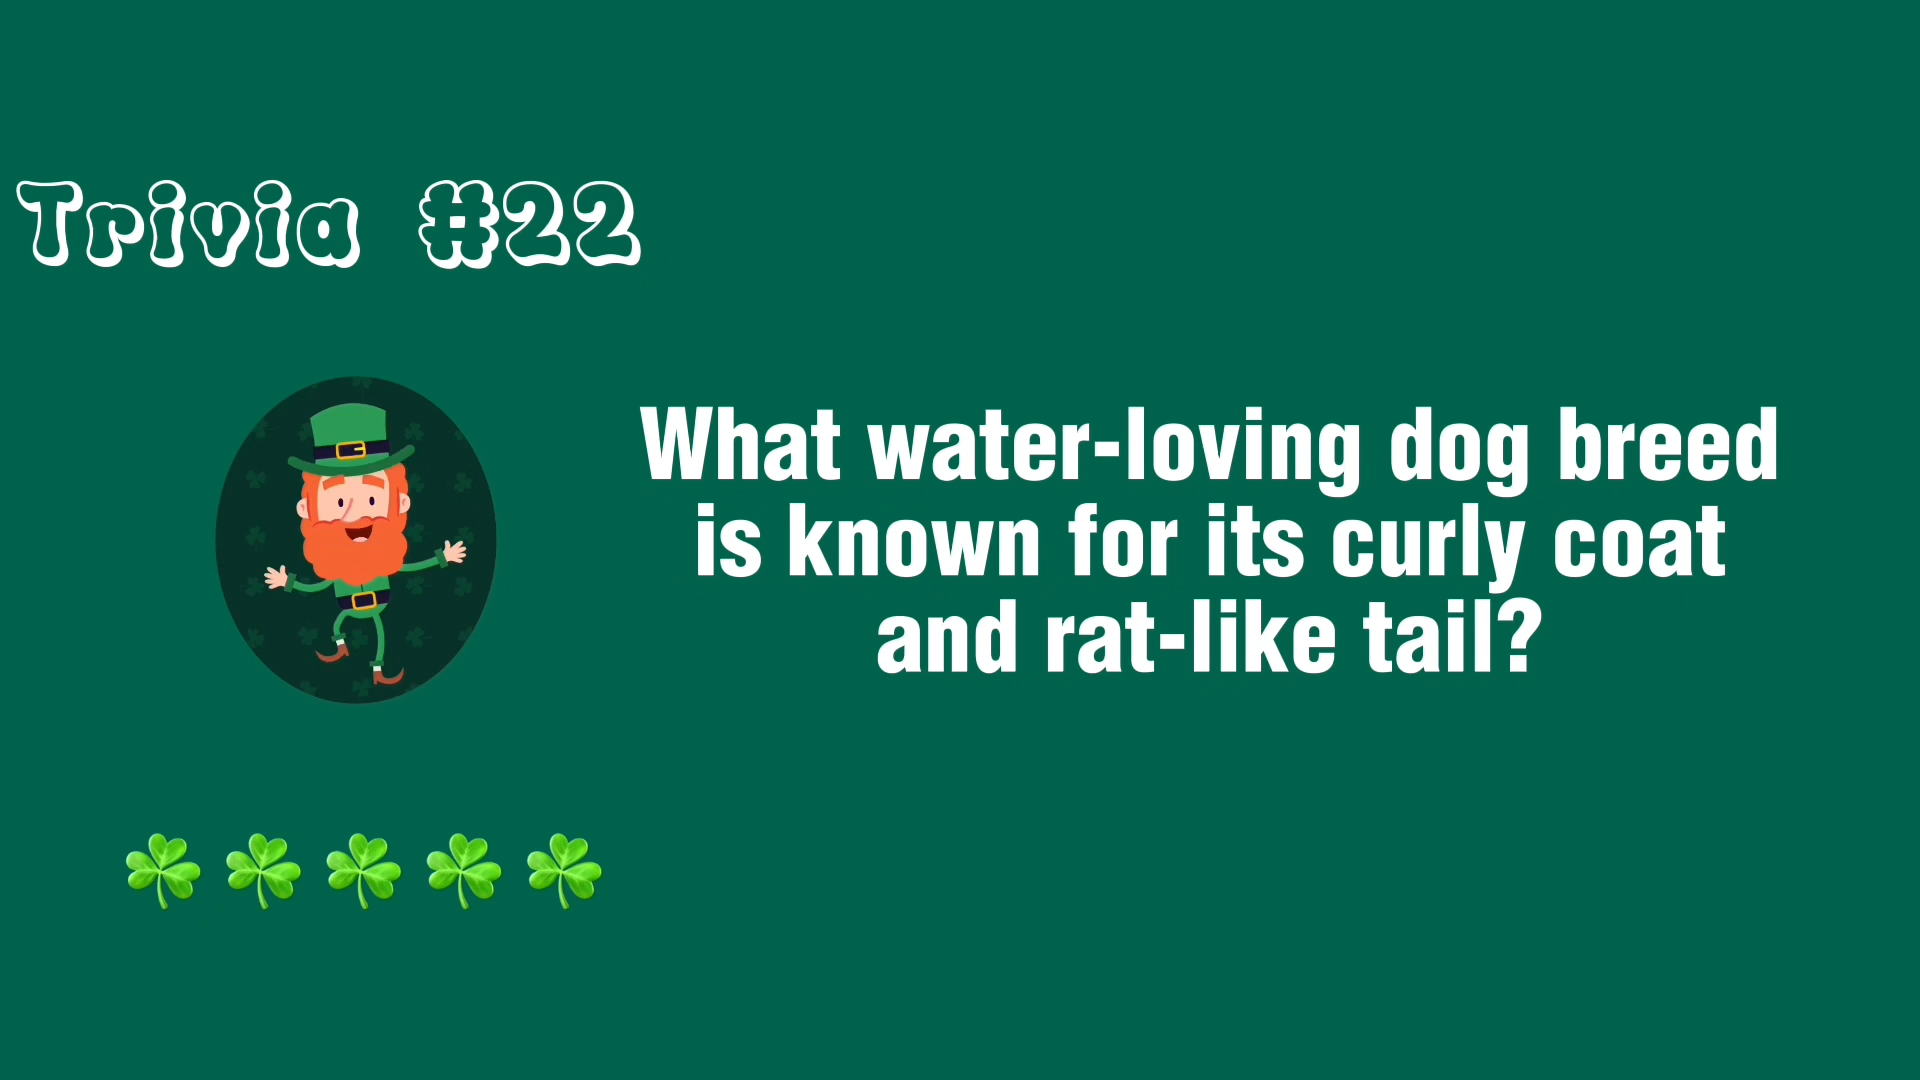 Trivia #22
What water-loving dog breed
is known for its curly coat
and rat-like tail?